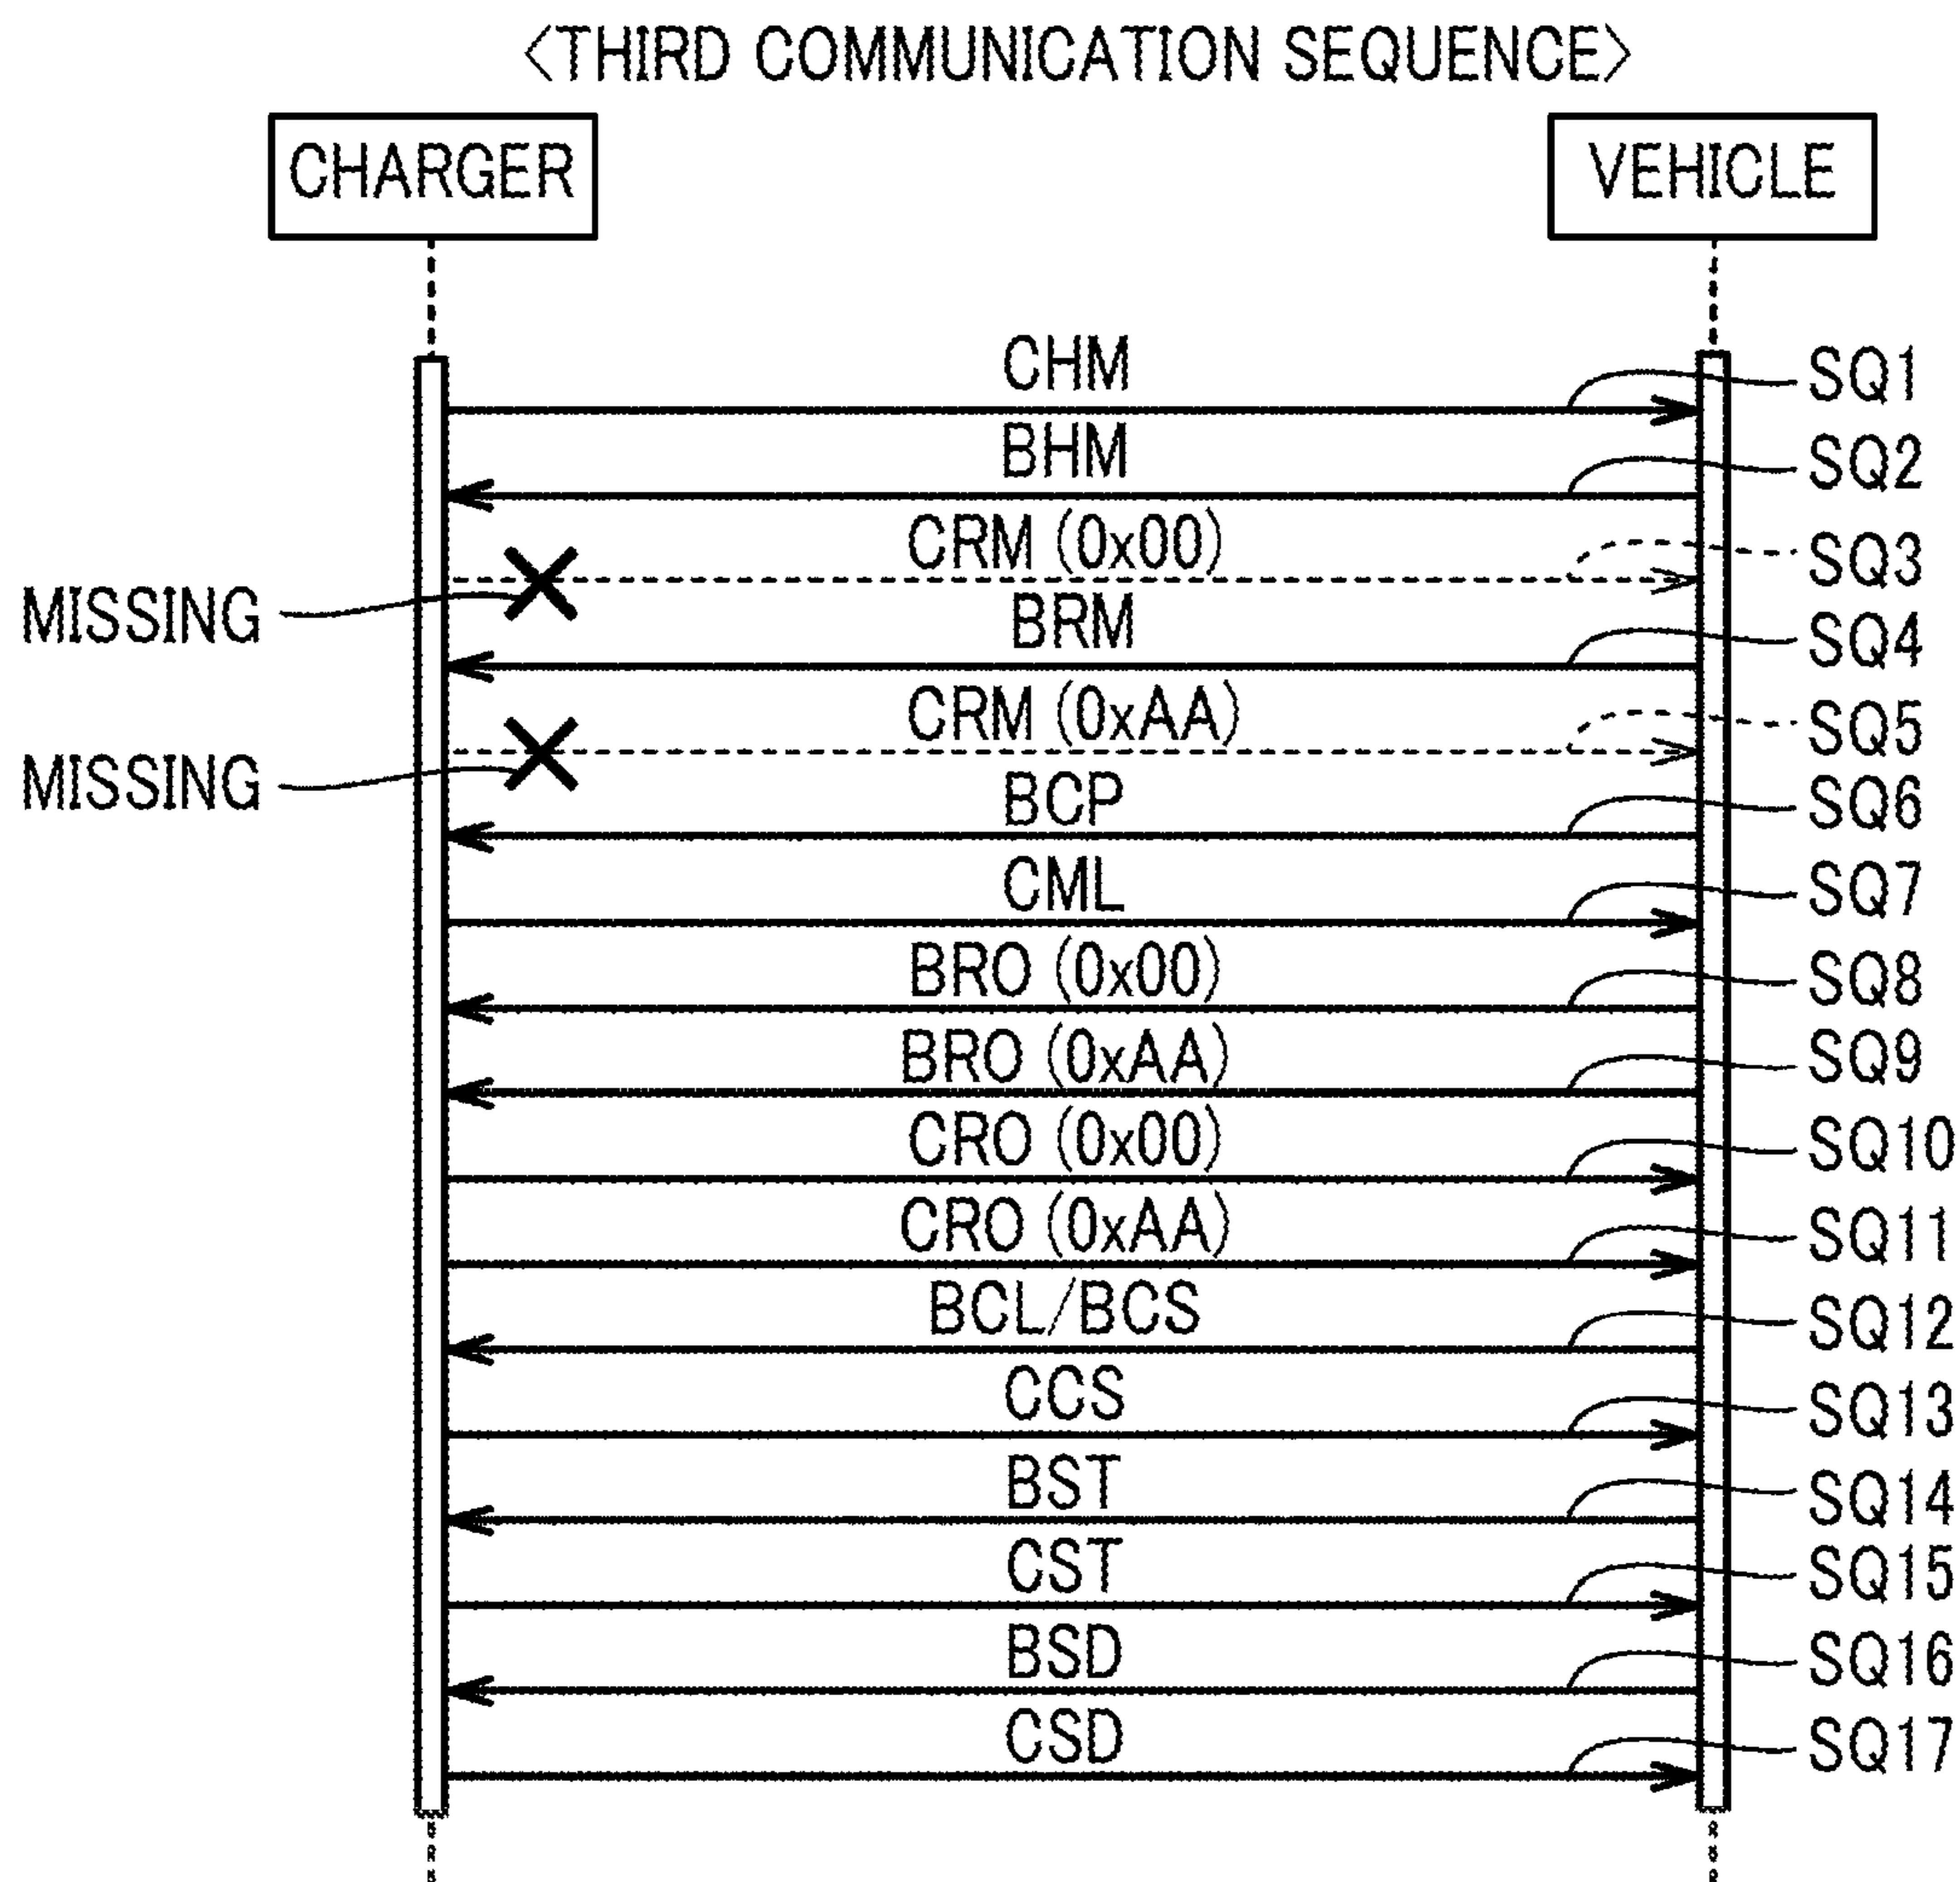 <THIRD COMMUNICATION SEQUENCE>
CHARGER VEHICLE
CHM SQ1
BHM SQ2
CRM (0x00) SQ3
MISSING
BRM SQ4
CRM (0xAA) SQ5
MISSING
BCP SQ6
CML SQ7
BRO (0x00) SQ8
BRO (0xAA) SQ9
CRO (0x00) SQ10
CRO (0xAA) SQ11
BCL/BCS SQ12
CCS SQ13
BST SQ14
CST SQ15
BSD SQ16
CSD SQ17